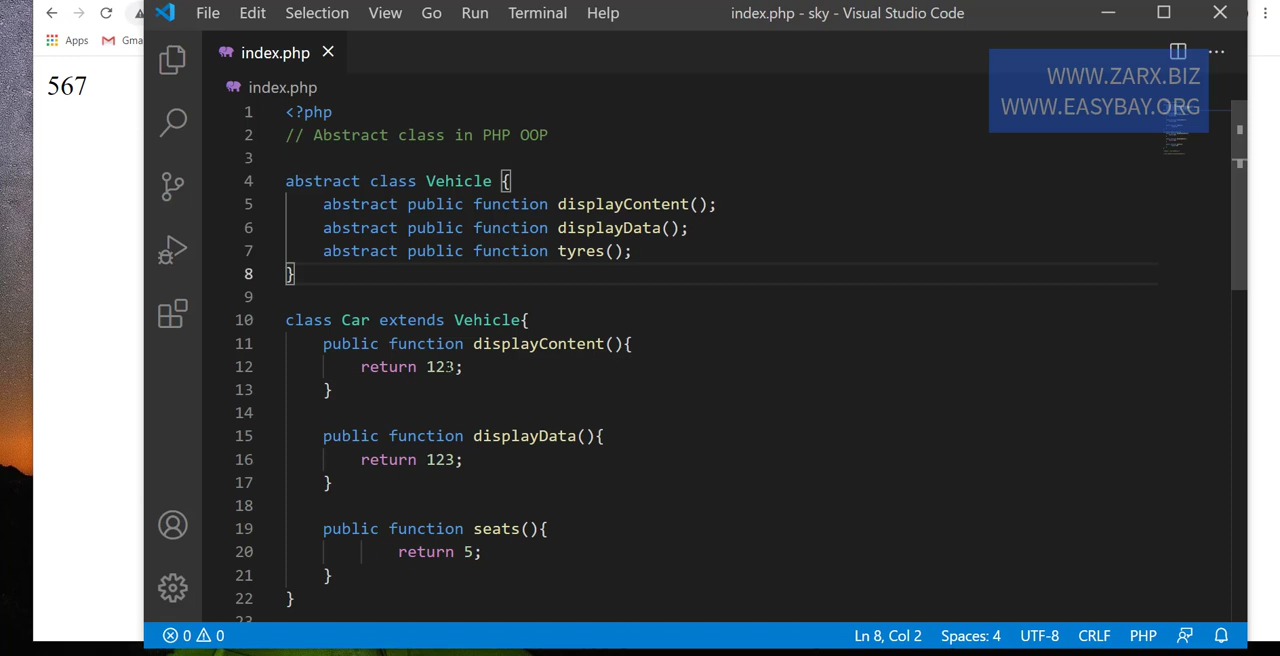 File Edit Selection View Go Run Terminal Help index.php - sky - Visual Studio Code
Apps
567
index.php
index.php
WWW.ZARX.BIZ
WWW.EASYBAY.ORG
1 <?php
2 // Abstract class in PHP OOP
3
4 abstract class Vehicle {
5 abstract public function displayContent();
6 abstract public function displayData();
7 abstract public function tyres();
8 }
9
10 class Car extends Vehicle{
11 public function displayContent(){
12 return 123;
13 }
14
15 public function displayData(){
16 return 123;
17 }
18
19 public function seats(){
20 return 5;
21 }
22 }
0 0 Ln 8, Col 2 Spaces: 4 UTF-8 CRLF PHP